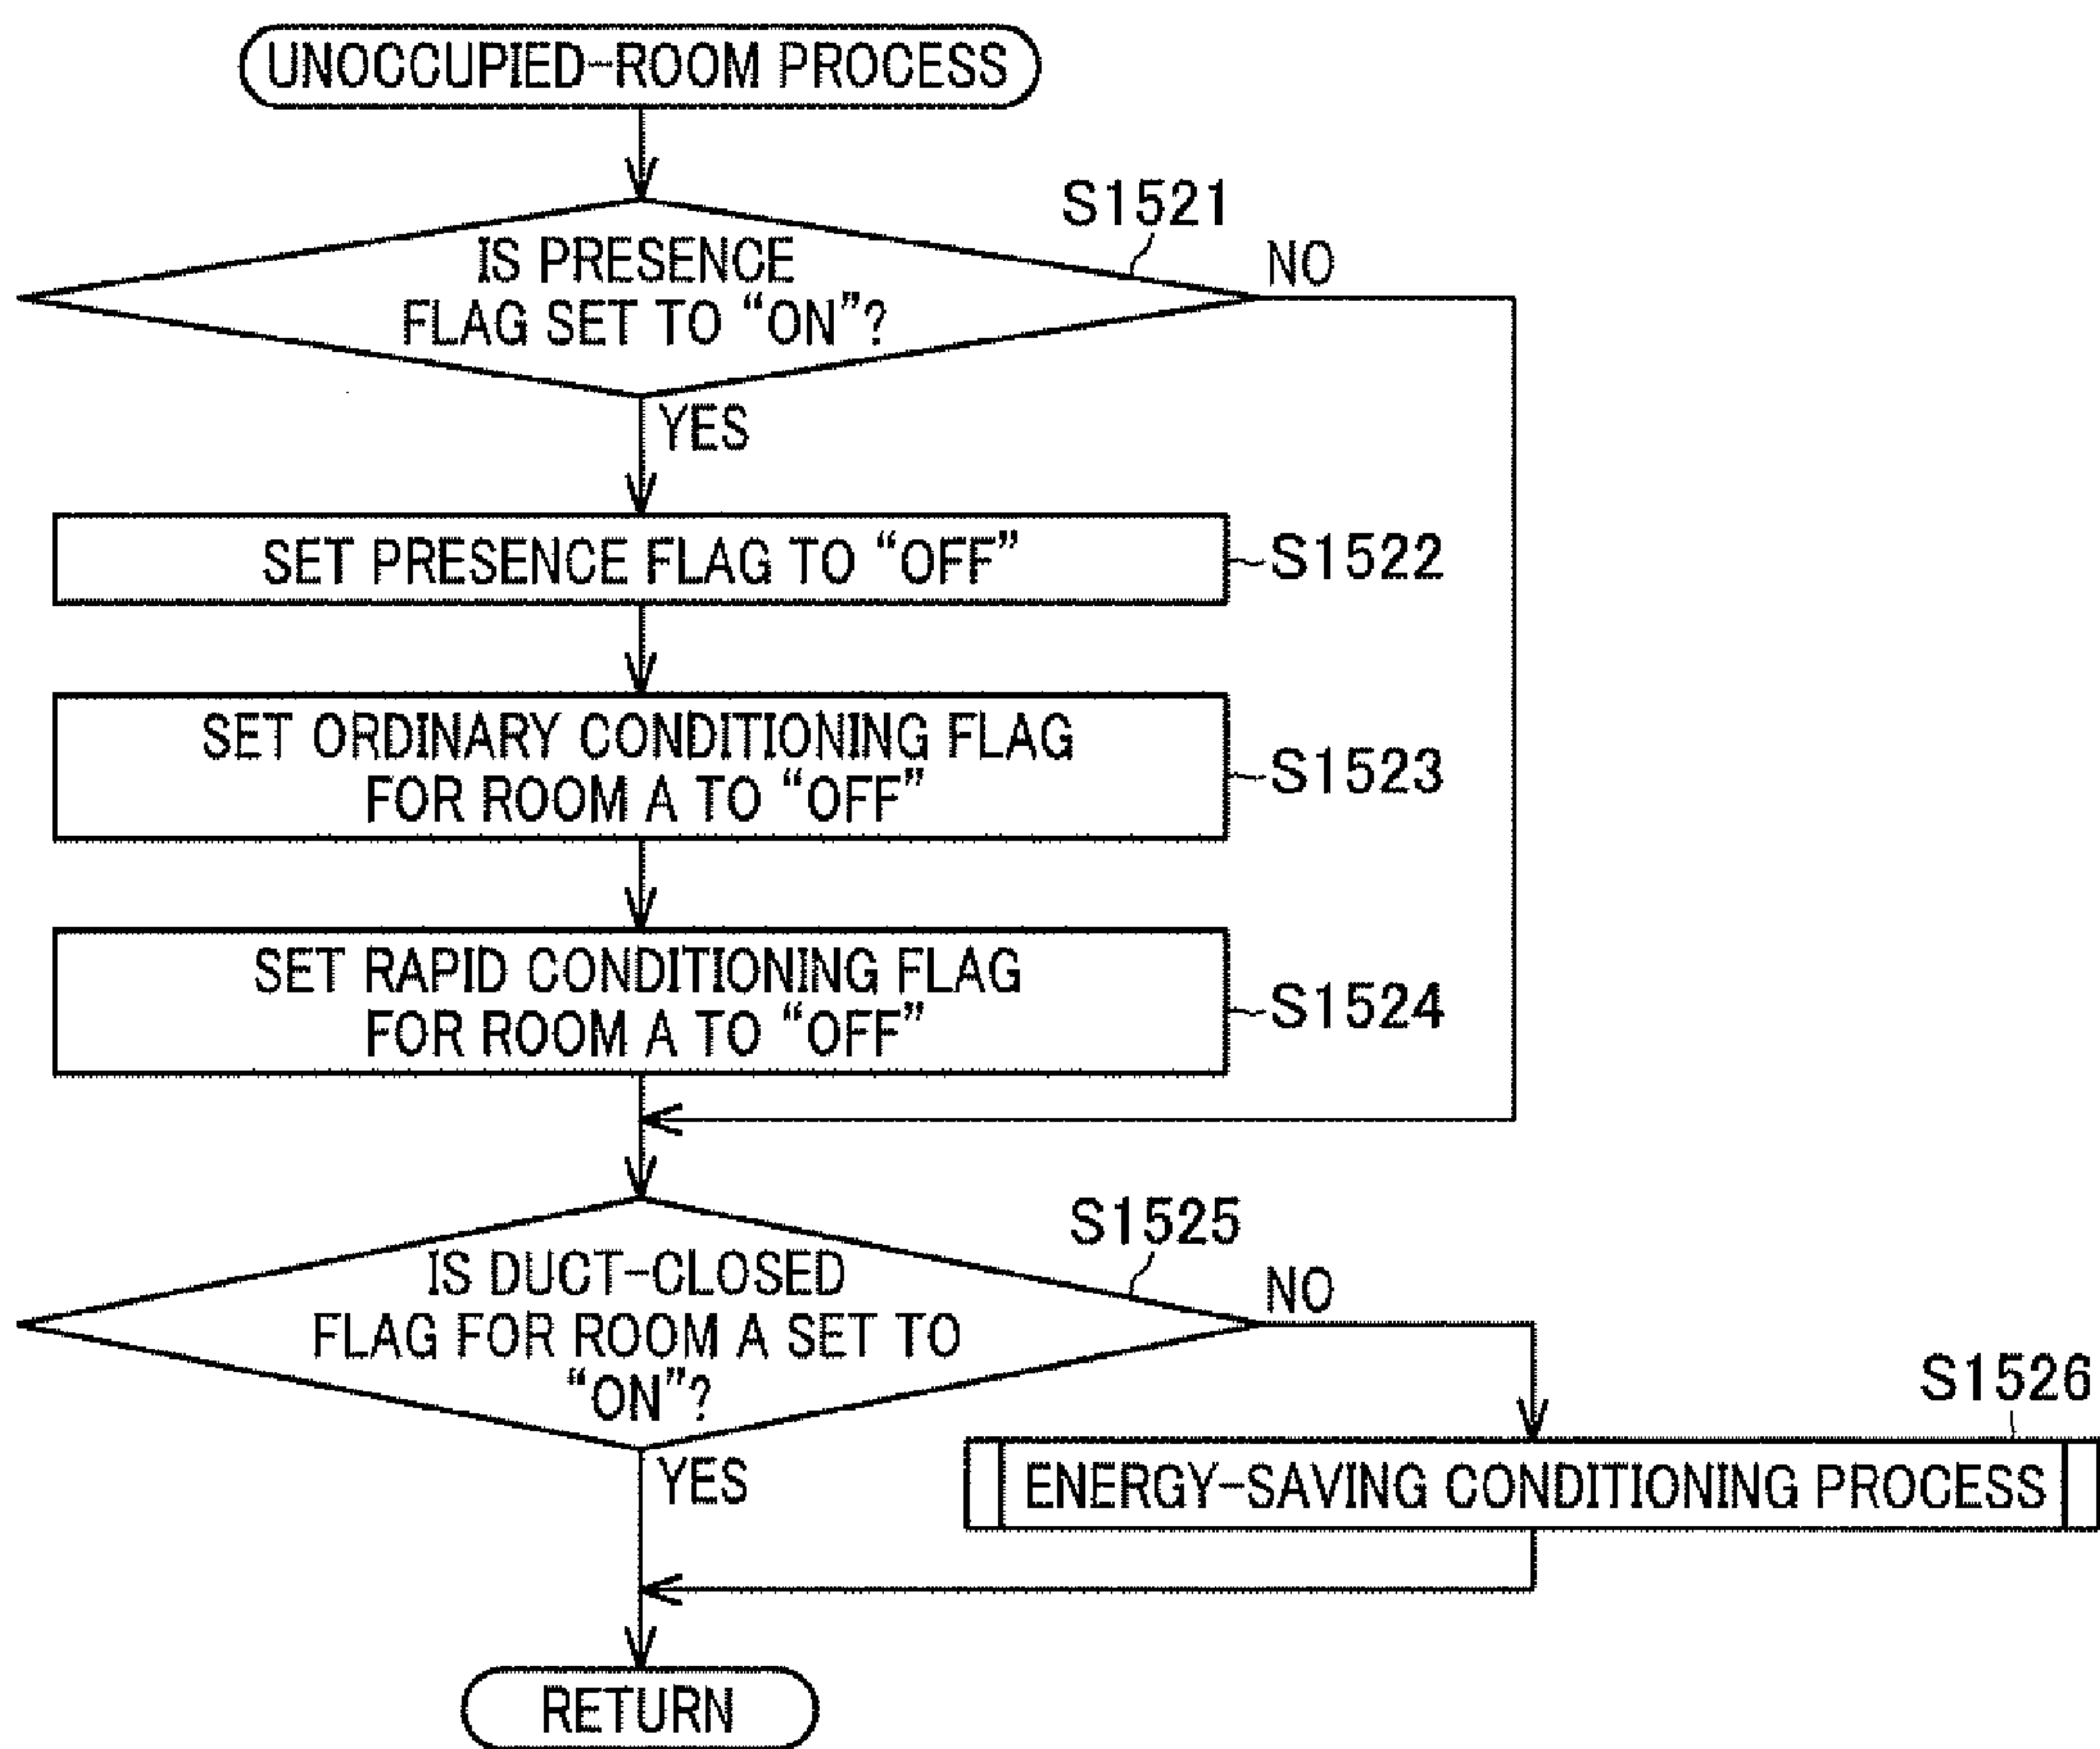 UNOCCUPIED-ROOM PROCESS
S1521
IS PRESENCE
FLAG SET TO “ON”?
NO
YES
SET PRESENCE FLAG TO “OFF”
S1522
SET ORDINARY CONDITIONING FLAG
FOR ROOM A TO “OFF”
S1523
SET RAPID CONDITIONING FLAG
FOR ROOM A TO “OFF”
S1524
S1525
IS DUCT-CLOSED
FLAG FOR ROOM A SET TO
“ON”?
NO
YES
S1526
ENERGY-SAVING CONDITIONING PROCESS
RETURN